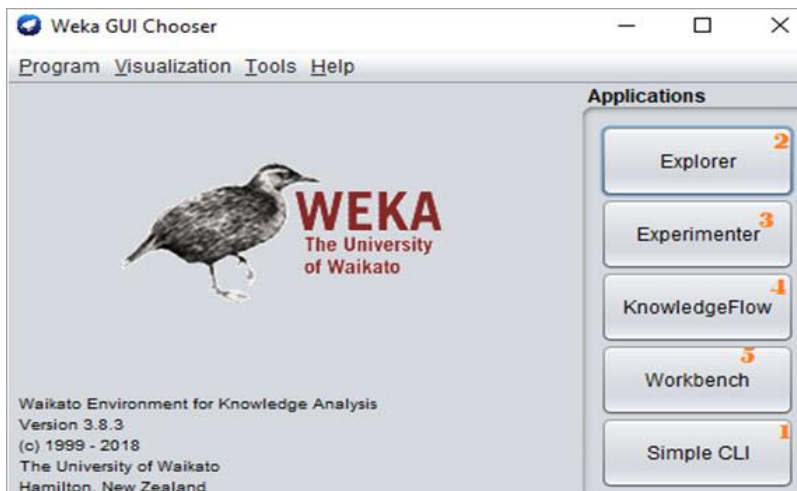 Weka GUI Chooser
Program Visualization Tools Help
Applications
2
Explorer
3
Experimenter
4
KnowledgeFlow
5
Workbench
1
Simple CLI
WEKA
The University
of Waikato
Waikato Environment for Knowledge Analysis
Version 3.8.3
(c) 1999 - 2018
The University of Waikato
Hamilton, New Zealand